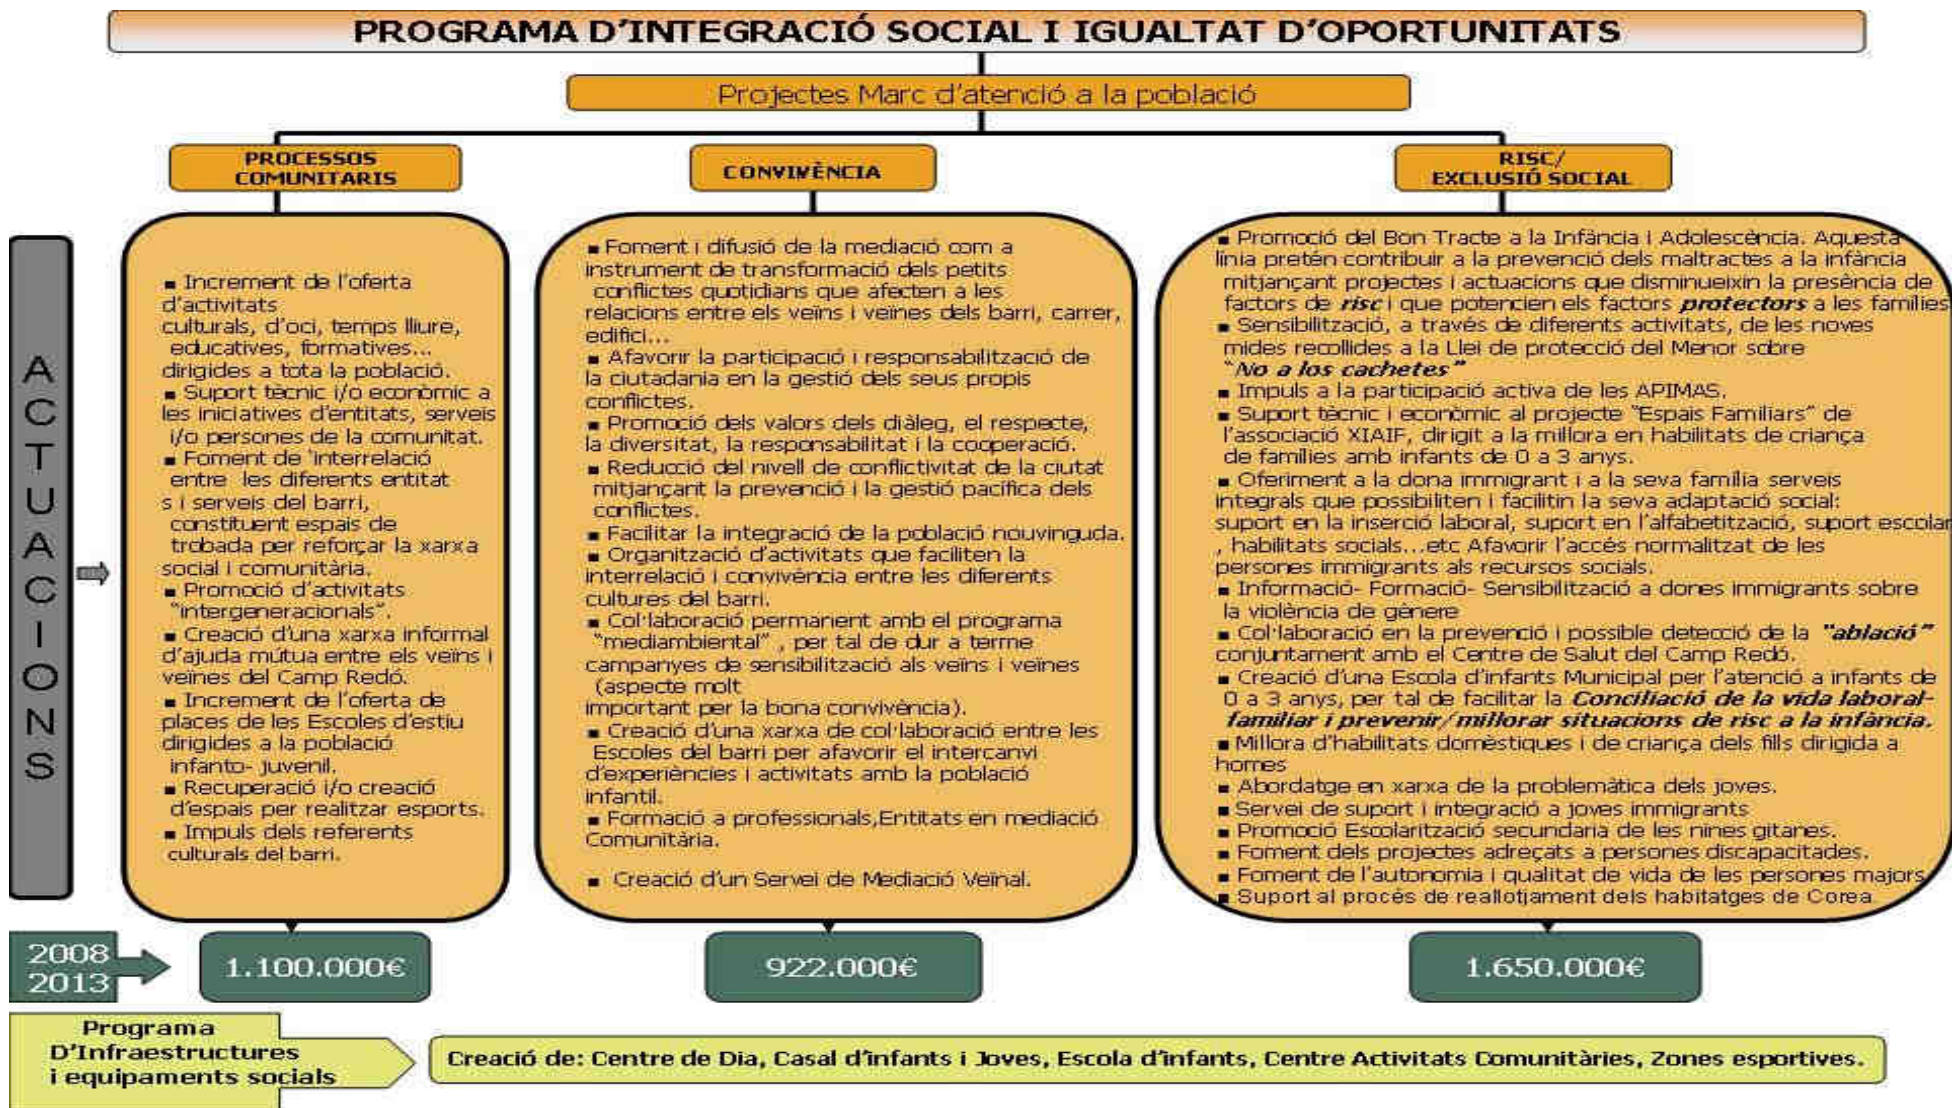 PROGRAMA D'INTEGRACIÓ SOCIAL I IGUALTAT D'OPORTUNITATS
Projectes Marc d'atenció a la població
PROCESSOS
COMUNITARIS
CONVIVÈNCIA
RISC/
EXCLUSIÓ SOCIAL
ACTUACIONS
▪ Increment de l'oferta
d'activitats
culturals, d'oci, temps lliure,
educatives, formatives...
dirigides a tota la població.
▪ Suport tècnic i/o econòmic a
les iniciatives d'entitats, serveis
i/o persones de la comunitat.
▪ Foment de 'interrelació
entre les diferents entitat
s i serveis del barri,
constituent espais de
trobada per reforçar la xarxa
social i comunitària.
▪ Promoció d'activitats
"intergeneracionals".
▪ Creació d'una xarxa informal
d'ajuda mútua entre els veïns i
veïnes del Camp Redó.
▪ Increment de l'oferta de
places de les Escoles d'estiu
dirigides a la població
infanto- juvenil.
▪ Recuperació i/o creació
d'espais per realitzar esports.
▪ Impuls dels referents
culturals del barri.
▪ Foment i difusió de la mediació com a
instrument de transformació dels petits
conflictes quotidians que afecten a les
relacions entre els veïns i veïnes dels barri, carrer,
edifici...
▪ Afavorir la participació i responsabilització de
la ciutadania en la gestió dels seus propis
conflictes.
▪ Promoció dels valors dels diàleg, el respecte,
la diversitat, la responsabilitat i la cooperació.
▪ Reducció del nivell de conflictivitat de la ciutat
mitjançant la prevenció i la gestió pacífica dels
conflictes.
▪ Facilitar la integració de la població nouvinguda.
▪ Organització d'activitats que faciliten la
interrelació i convivència entre les diferents
cultures del barri.
▪ Col·laboració permanent amb el programa
"mediambiental" , per tal de dur a terme
campanyes de sensibilització als veïns i veïnes
(aspecte molt
important per la bona convivència).
▪ Creació d'una xarxa de col·laboració entre les
Escoles del barri per afavorir el intercanvi
d'experiències i activitats amb la població
infantil.
▪ Formació a professionals,Entitats en mediació
Comunitària.
▪ Creació d'un Servei de Mediació Veïnal.
▪ Promoció del Bon Tracte a la Infància i Adolescència. Aquesta
línia pretén contribuir a la prevenció dels maltractes a la infància
mitjançant projectes i actuacions que disminueixin la presència de
factors de risc i que potencien els factors protectors a les famílies
▪ Sensibilització, a través de diferents activitats, de les noves
mides recollides a la Llei de protecció del Menor sobre
"No a los cachetes"
▪ Impuls a la participació activa de les APIMAS.
▪ Suport tècnic i econòmic al projecte "Espais Familiars" de
l'associació XIAIF, dirigit a la millora en habilitats de criança
de famílies amb infants de 0 a 3 anys.
▪ Oferiment a la dona immigrant i a la seva família serveis
integrals que possibiliten i facilitin la seva adaptació social:
suport en la inserció laboral, suport en l'alfabetització, suport escolar
, habilitats socials...etc Afavorir l'accés normalitzat de les
persones immigrants als recursos socials.
▪ Informació- Formació- Sensibilització a dones immigrants sobre
la violència de gènere
▪ Col·laboració en la prevenció i possible detecció de la "ablació"
conjuntament amb el Centre de Salut del Camp Redó.
▪ Creació d'una Escola d'infants Municipal per l'atenció a infants de
0 a 3 anys, per tal de facilitar la Conciliació de la vida laboral-
familiar i prevenir/millorar situacions de risc a la infància.
▪ Millora d'habilitats domèstiques i de criança dels fills dirigida a
homes
▪ Abordatge en xarxa de la problemàtica dels joves.
▪ Servei de suport i integració a joves immigrants
▪ Promoció Escolarització secundaria de les nines gitanes.
▪ Foment dels projectes adreçats a persones discapacitades.
▪ Foment de l'autonomia i qualitat de vida de les persones majors
▪ Suport al procés de reallotjament dels habitatges de Corea.
2008
2013
1.100.000€
922.000€
1.650.000€
Programa
D'Infraestructures
i equipaments socials
Creació de: Centre de Dia, Casal d'infants i Joves, Escola d'infants, Centre Activitats Comunitàries, Zones esportives.